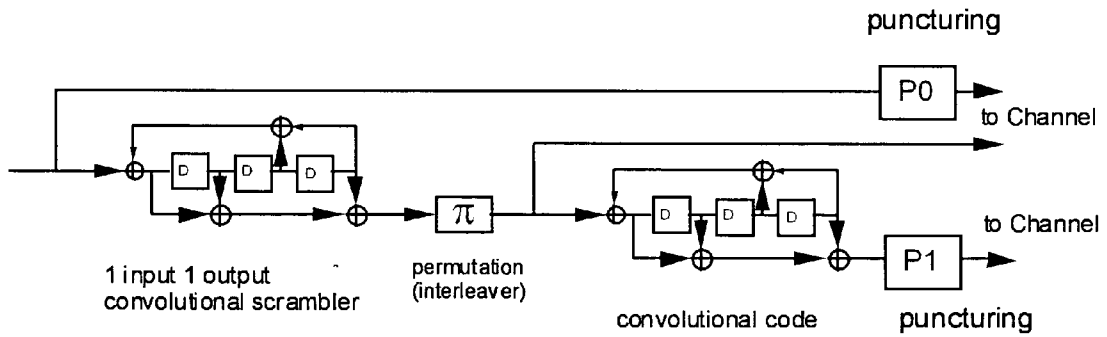 puncturing
P0
to Channel
D D D
π
D D D
to Channel
P1
1 input 1 output
convolutional scrambler
permutation
(interleaver)
convolutional code
puncturing